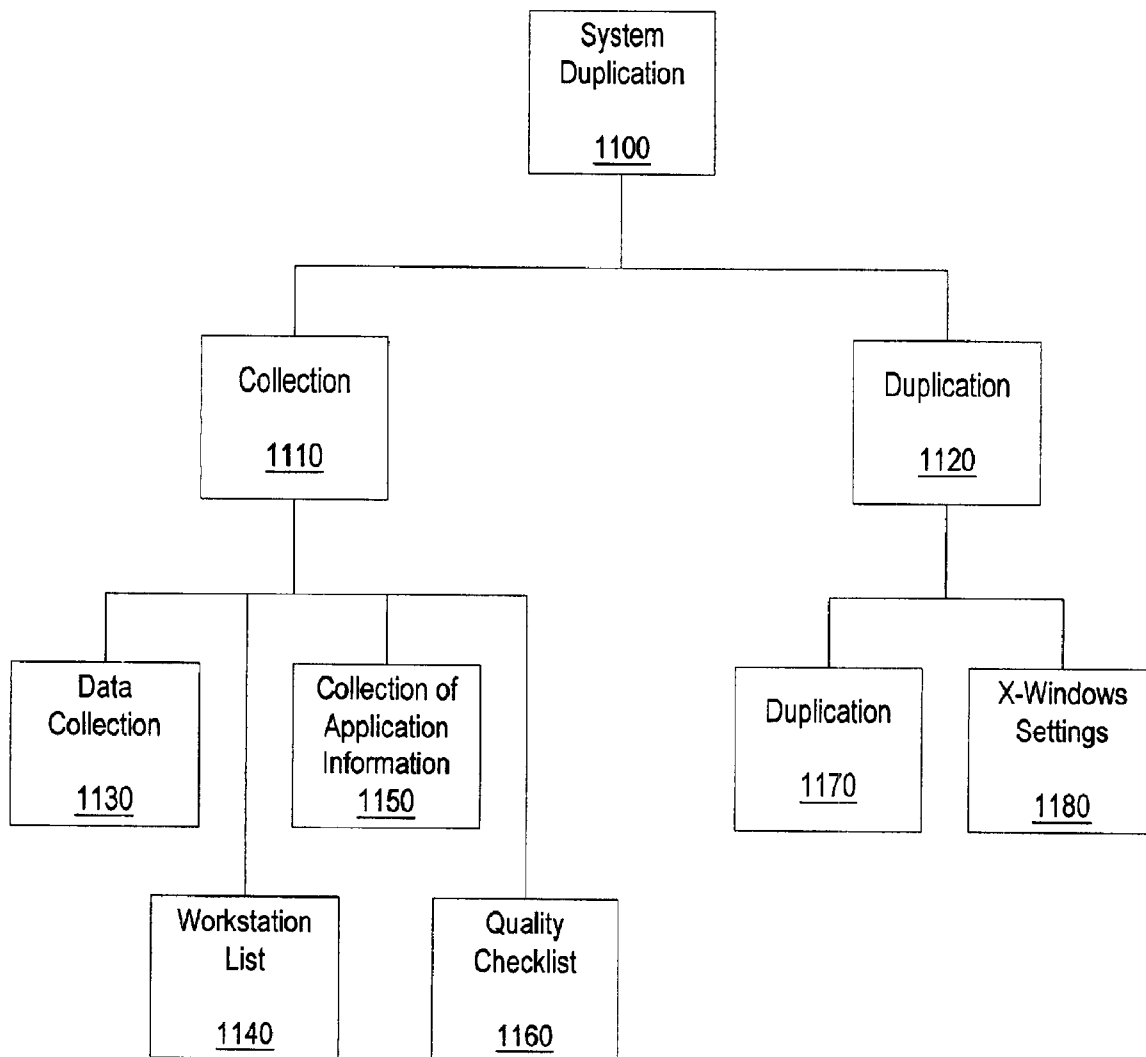 System
Duplication
1100
Collection
1110
Duplication
1120
Data
Collection
1130
Collection of
Application
Information
1150
Duplication
1170
X-Windows
Settings
1180
Workstation
List
1140
Quality
Checklist
1160